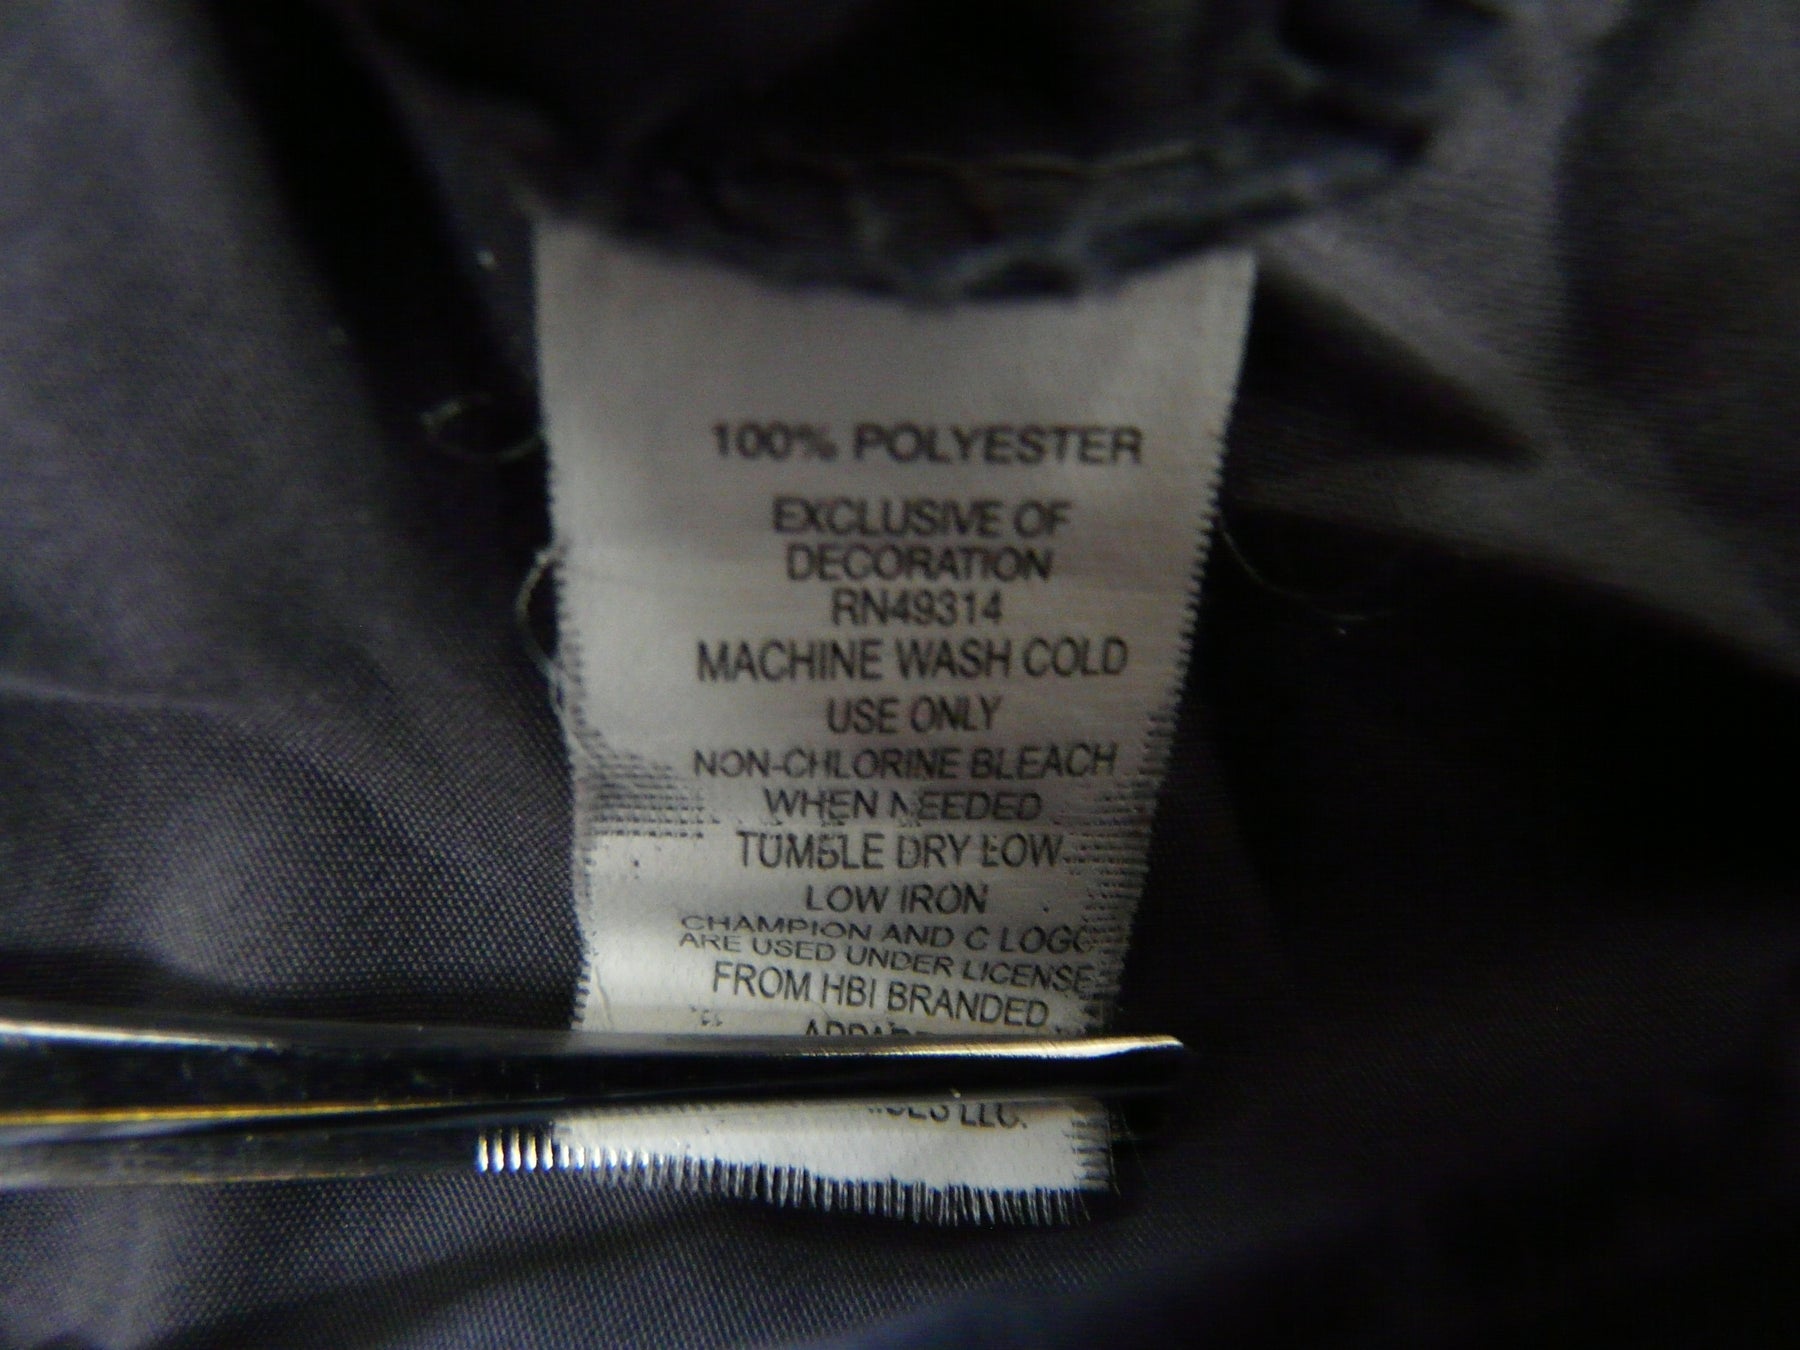 100% POLYESTER
EXCLUSIVE OF
DECORATION
RN49314
MACHINE WASH COLD
USE ONLY
NON-CHLORINE BLEACH
WHEN NEEDED
TUMBLE DRY LOW
LOW IRON
CHAMPION AND C LOGO
ARE USED UNDER LICENSE
FROM HBI BRANDED
LLC.